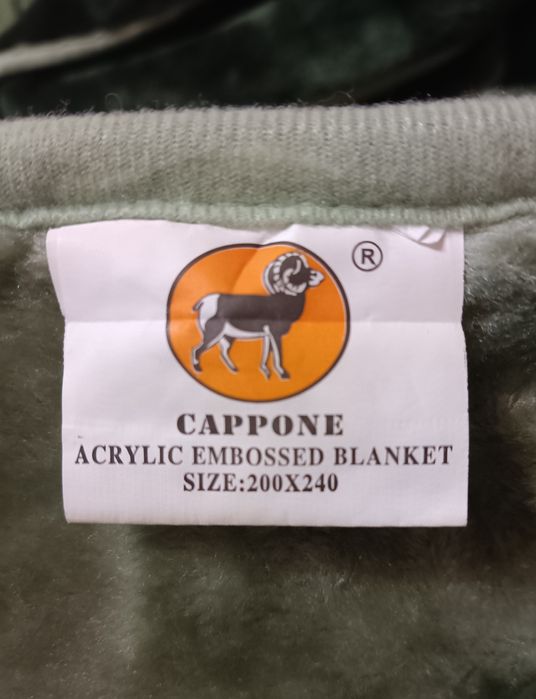 ®
CAPPONE
ACRYLIC EMBOSSED BLANKET
SIZE:200X240